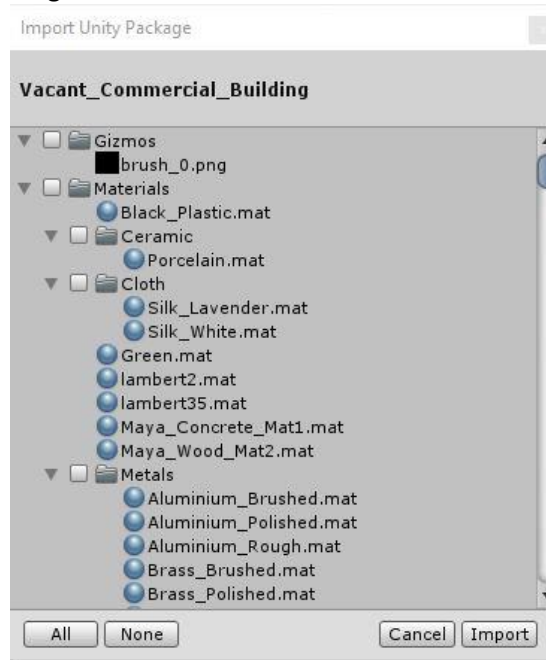 Import Unity Package
Vacant_Commercial_Building
Gizmos
brush_0.png
Materials
Black_Plastic.mat
Ceramic
Porcelain.mat
Cloth
Silk_Lavender.mat
Silk_White.mat
Green.mat
lambert2.mat
lambert35.mat
Maya_Concrete_Mat1.mat
Maya_Wood_Mat2.mat
Metals
Aluminium_Brushed.mat
Aluminium_Polished.mat
Aluminium_Rough.mat
Brass_Brushed.mat
Brass_Polished.mat
All None Cancel Import